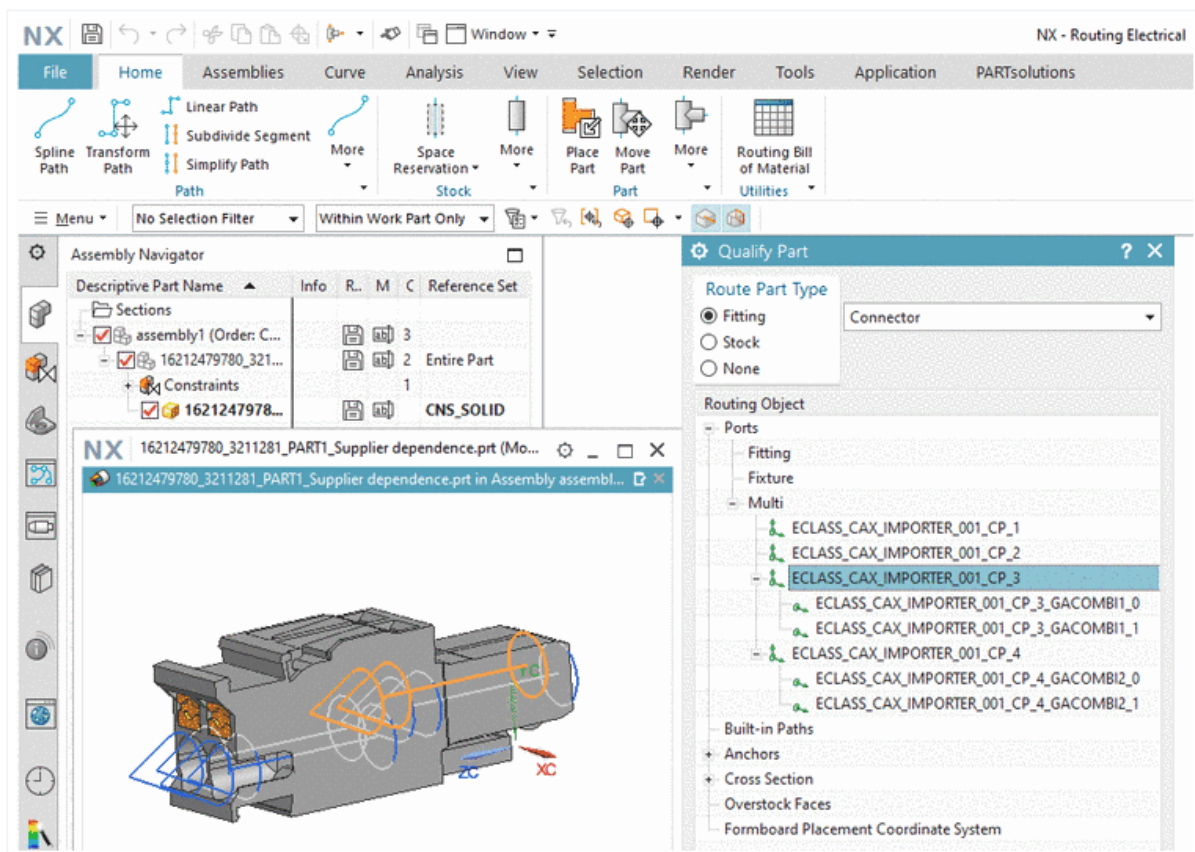 NX Window NX - Routing Electrical
File Home Assemblies Curve Analysis View Selection Render Tools Application PARTsolutions
Spline Path
Transform Path
Linear Path
Subdivide Segment
Simplify Path
More
Path
Space Reservation
More
Stock
Place Part
Move Part
More
Part
Routing Bill of Material
Utilities
Menu No Selection Filter Within Work Part Only
Assembly Navigator
Descriptive Part Name Info R.. M C Reference Set
Sections
assembly1 (Order: C... 3
16212479780_321... 2 Entire Part
Constraints 1
1621247978... CNS_SOLID
NX 16212479780_3211281_PART1_Supplier dependence.prt (Mo...
16212479780_3211281_PART1_Supplier dependence.prt in Assembly assembl...
YC
ZC
XC
Qualify Part ?
Route Part Type
Fitting Connector
Stock
None
Routing Object
Ports
Fitting
Fixture
Multi
ECLASS_CAX_IMPORTER_001_CP_1
ECLASS_CAX_IMPORTER_001_CP_2
ECLASS_CAX_IMPORTER_001_CP_3
ECLASS_CAX_IMPORTER_001_CP_3_GACOMBI1_0
ECLASS_CAX_IMPORTER_001_CP_3_GACOMBI1_1
ECLASS_CAX_IMPORTER_001_CP_4
ECLASS_CAX_IMPORTER_001_CP_4_GACOMBI2_0
ECLASS_CAX_IMPORTER_001_CP_4_GACOMBI2_1
Built-in Paths
Anchors
Cross Section
Overstock Faces
Formboard Placement Coordinate System